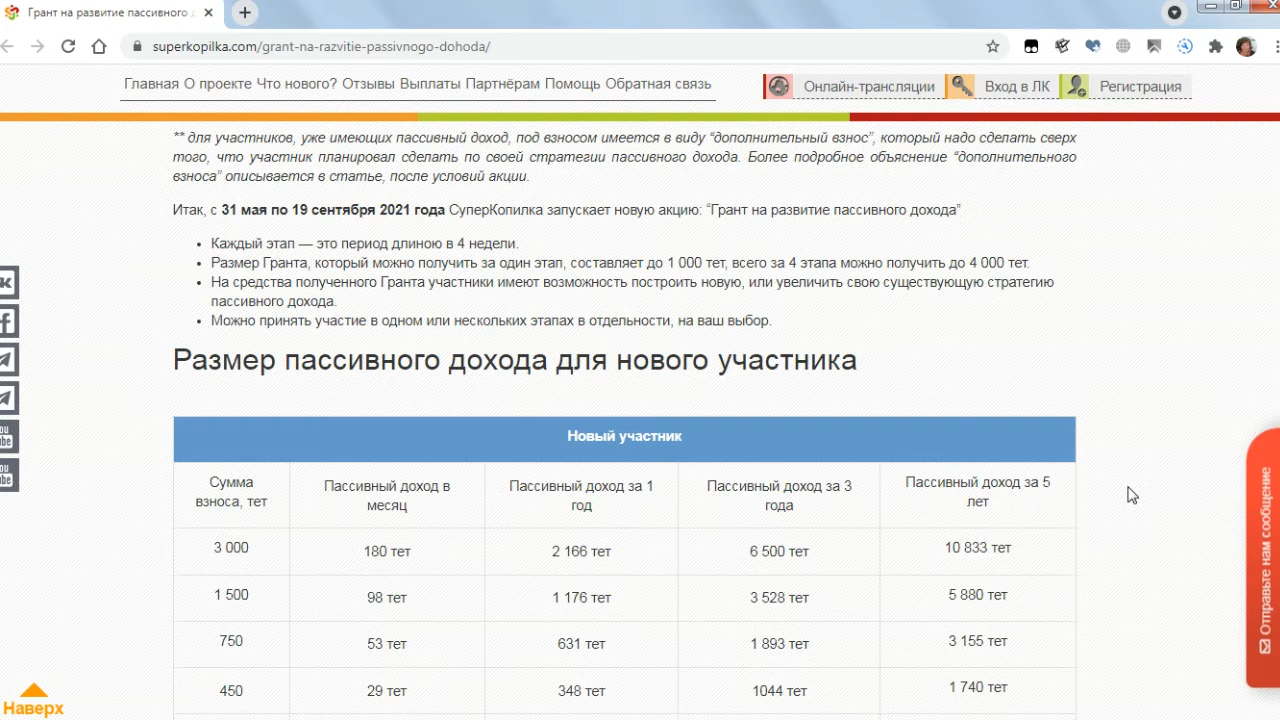 Грант на развитие пассивного
superkopilka.com/grant-na-razvitie-passivnogo-dohoda/
Главная О проекте Что нового? Отзывы Выплаты Партнёрам Помощь Обратная связь
Онлайн-трансляции Вход в ЛК Регистрация
** для участников, уже имеющих пассивный доход, под взносом имеется в виду “дополнительный взнос”, который надо сделать сверх
того, что участник планировал сделать по своей стратегии пассивного дохода. Более подробное объяснение “дополнительного
взноса” описывается в статье, после условий акции.
Итак, с 31 мая по 19 сентября 2021 года СуперКопилка запускает новую акцию: “Грант на развитие пассивного дохода”
• Каждый этап — это период длиною в 4 недели.
• Размер Гранта, который можно получить за один этап, составляет до 1 000 тет, всего за 4 этапа можно получить до 4 000 тет.
• На средства полученного Гранта участники имеют возможность построить новую, или увеличить свою существующую стратегию
пассивного дохода.
• Можно принять участие в одном или нескольких этапах в отдельности, на ваш выбор.
Размер пассивного дохода для нового участника
Новый участник
Сумма
взноса, тет
Пассивный доход в
месяц
Пассивный доход за 1
год
Пассивный доход за 3
года
Пассивный доход за 5
лет
3 000 180 тет 2 166 тет 6 500 тет 10 833 тет
1 500 98 тет 1 176 тет 3 528 тет 5 880 тет
750 53 тет 631 тет 1 893 тет 3 155 тет
450 29 тет 348 тет 1044 тет 1 740 тет
Отправьте нам сообщение
Наверх